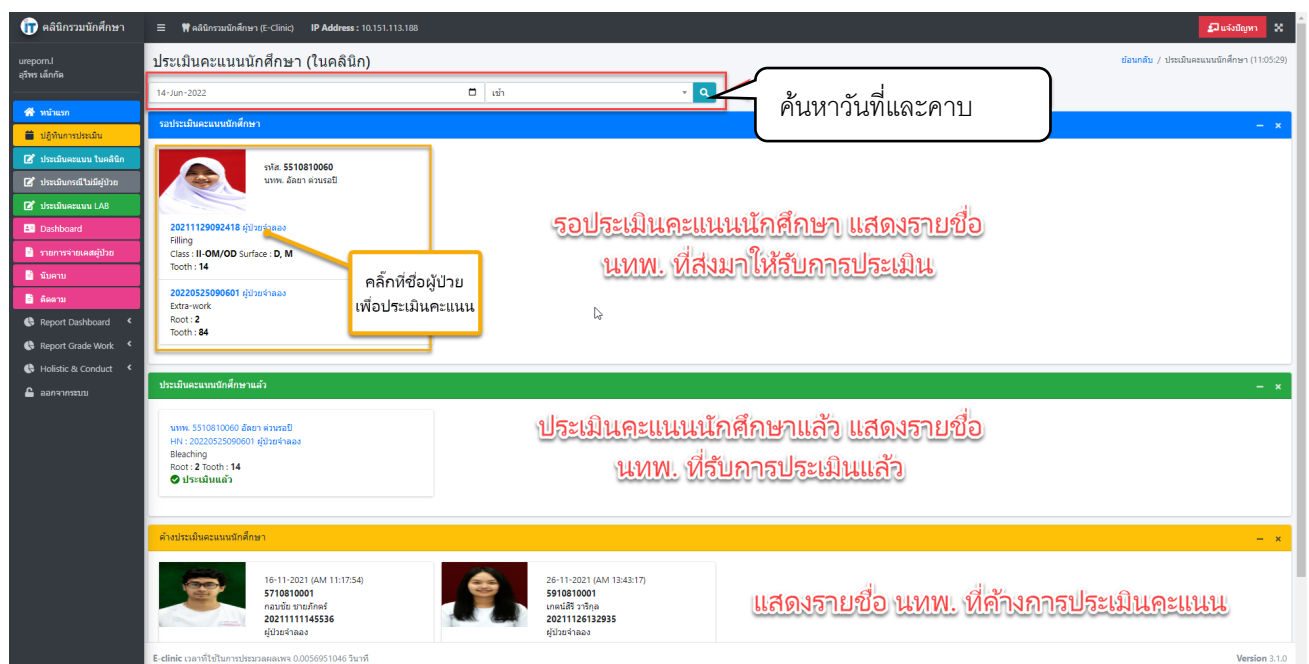 คลินิกรวมนักศึกษา
คลินิกรวมนักศึกษา (E-Clinic) IP Address : 10.151.113.188
แจ้งปัญหา
ureporn.l
สุรีพร เล็กกัด
ประเมินคะแนนนักศึกษา (ในคลินิก)
ย้อนกลับ / ประเมินคะแนนนักศึกษา (11:05:29)
14-Jun-2022
เช้า
ค้นหาวันที่และคาบ
หน้าแรก
ปฏิทินการประเมิน
ประเมินคะแนน ในคลินิก
ประเมินกรณีไม่มีผู้ป่วย
ประเมินคะแนน LAB
Dashboard
รายการจ่ายเคสผู้ป่วย
นับคาบ
ติดตาม
Report Dashboard
Report Grade Work
Holistic & Conduct
ออกจากระบบ
รอประเมินคะแนนนักศึกษา
รหัส. 5510810060
นทพ. อัลยา ด่วนรอปี
20211129092418 ผู้ป่วยจำลอง
Filling
Class : II-OM/OD Surface : D, M
Tooth : 14
20220525090601 ผู้ป่วยจำลอง
Extra-work
Root : 2
Tooth : 84
คลิ๊กที่ชื่อผู้ป่วย
เพื่อประเมินคะแนน
รอประเมินคะแนนนักศึกษา แสดงรายชื่อ
นทพ. ที่ส่งมาให้รับการประเมิน
ประเมินคะแนนนักศึกษาแล้ว
นทพ. 5510810060 อัลยา ด่วนรอปี
HN : 20220525090601 ผู้ป่วยจำลอง
Bleaching
Root : 2 Tooth : 14
ประเมินแล้ว
ประเมินคะแนนนักศึกษาแล้ว แสดงรายชื่อ
นทพ. ที่รับการประเมินแล้ว
ค้างประเมินคะแนนนักศึกษา
16-11-2021 (AM 11:17:54)
5710810001
กอบชัย ชายภักตร์
20211111145536
ผู้ป่วยจำลอง
26-11-2021 (AM 13:43:17)
5910810001
เกตน์สิรี วาริกุล
20211126132935
ผู้ป่วยจำลอง
แสดงรายชื่อ นทพ. ที่ค้างการประเมินคะแนน
E-clinic เวลาที่ใช้ในการประมวลผลเพจ 0.0056951046 วินาที
Version 3.1.0